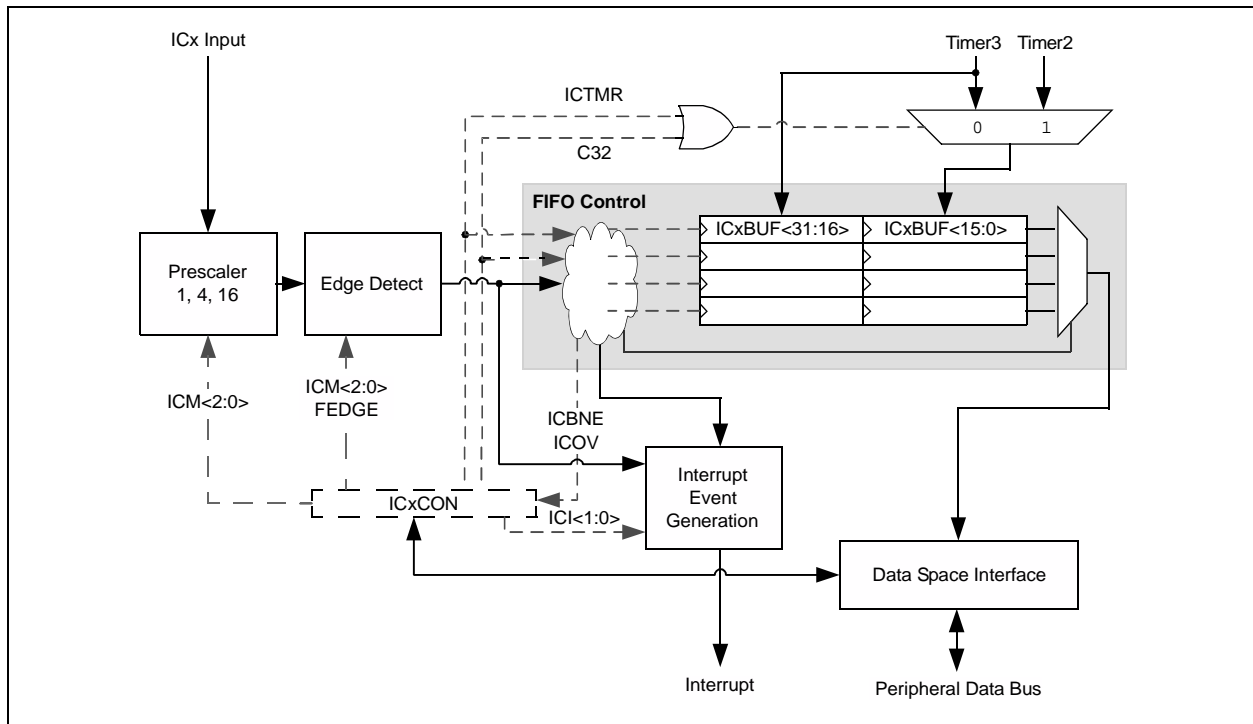 ICx Input
Timer3 Timer2
ICTMR
0 1
C32
FIFO Control
ICxBUF<31:16> ICxBUF<15:0>
Prescaler
1, 4, 16
Edge Detect
ICM<2:0>
ICM<2:0>
FEDGE
ICBNE
ICOV
Interrupt
Event
Generation
ICxCON
ICI<1:0>
Data Space Interface
Interrupt
Peripheral Data Bus